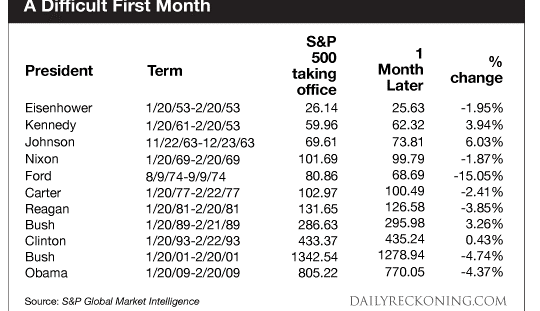 A Difficult First Month
President Term S&P 500 taking office 1 Month Later % change
Eisenhower 1/20/53-2/20/53 26.14 25.63 -1.95%
Kennedy 1/20/61-2/20/53 59.96 62.32 3.94%
Johnson 11/22/63-12/23/63 69.61 73.81 6.03%
Nixon 1/20/69-2/20/69 101.69 99.79 -1.87%
Ford 8/9/74-9/9/74 80.86 68.69 -15.05%
Carter 1/20/77-2/22/77 102.97 100.49 -2.41%
Reagan 1/20/81-2/20/81 131.65 126.58 -3.85%
Bush 1/20/89-2/21/89 286.63 295.98 3.26%
Clinton 1/20/93-2/22/93 433.37 435.24 0.43%
Bush 1/20/01-2/20/01 1342.54 1278.94 -4.74%
Obama 1/20/09-2/20/09 805.22 770.05 -4.37%
Source: S&P Global Market Intelligence
DAILYRECKONING.COM